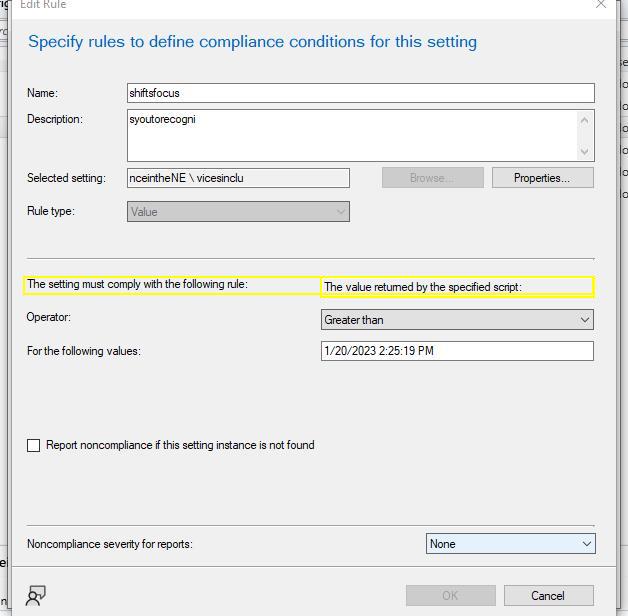 Edit Rule
Specify rules to define compliance conditions for this setting
Name: shiftsfocus
Description: syoutorecogni
Selected setting: nceintheNE \ vicesinclu Browse... Properties...
Rule type: Value
The setting must comply with the following rule: The value returned by the specified script:
Operator: Greater than
For the following values: 1/20/2023 2:25:19 PM
Report noncompliance if this setting instance is not found
Noncompliance severity for reports: None
OK Cancel